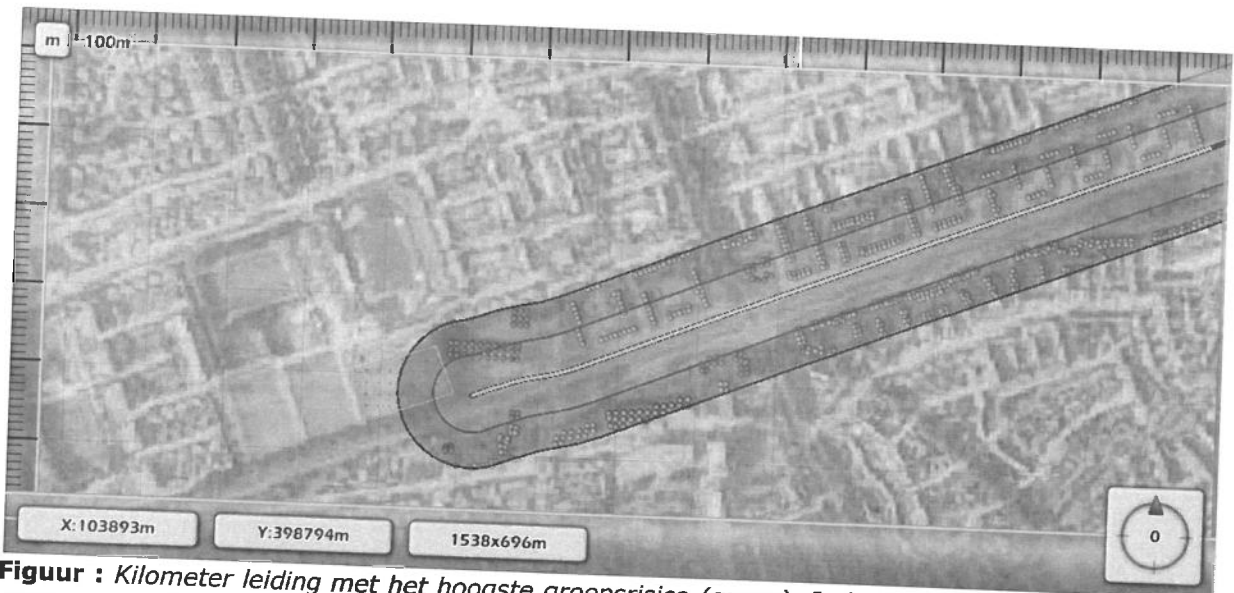 m
100m
X:103893m
Y:398794m
1538x696m
0
Figuur : Kilometer leiding met het hoogste groepsrisico